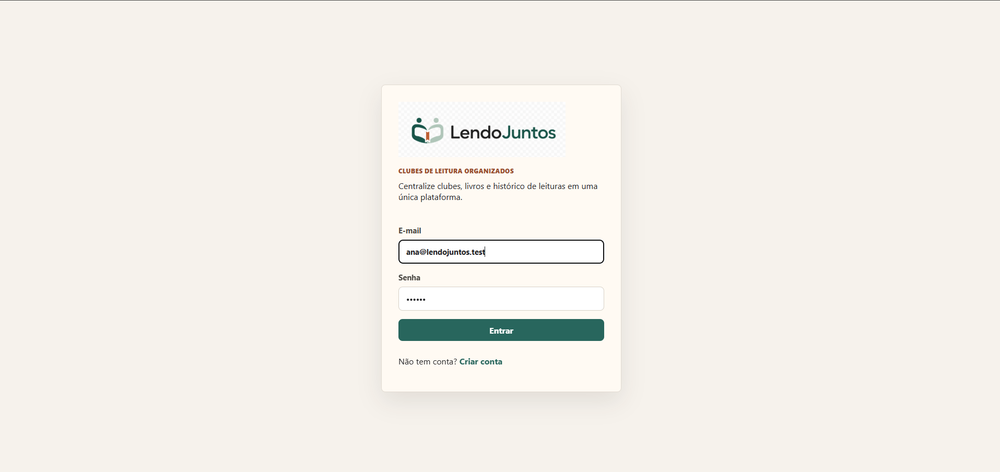 LendoJuntos
CLUBES DE LEITURA ORGANIZADOS
Centralize clubes, livros e histórico de leituras em uma
única plataforma.
E-mail
ana@lendojuntos.test
Senha
••••••
Entrar
Não tem conta? Criar conta